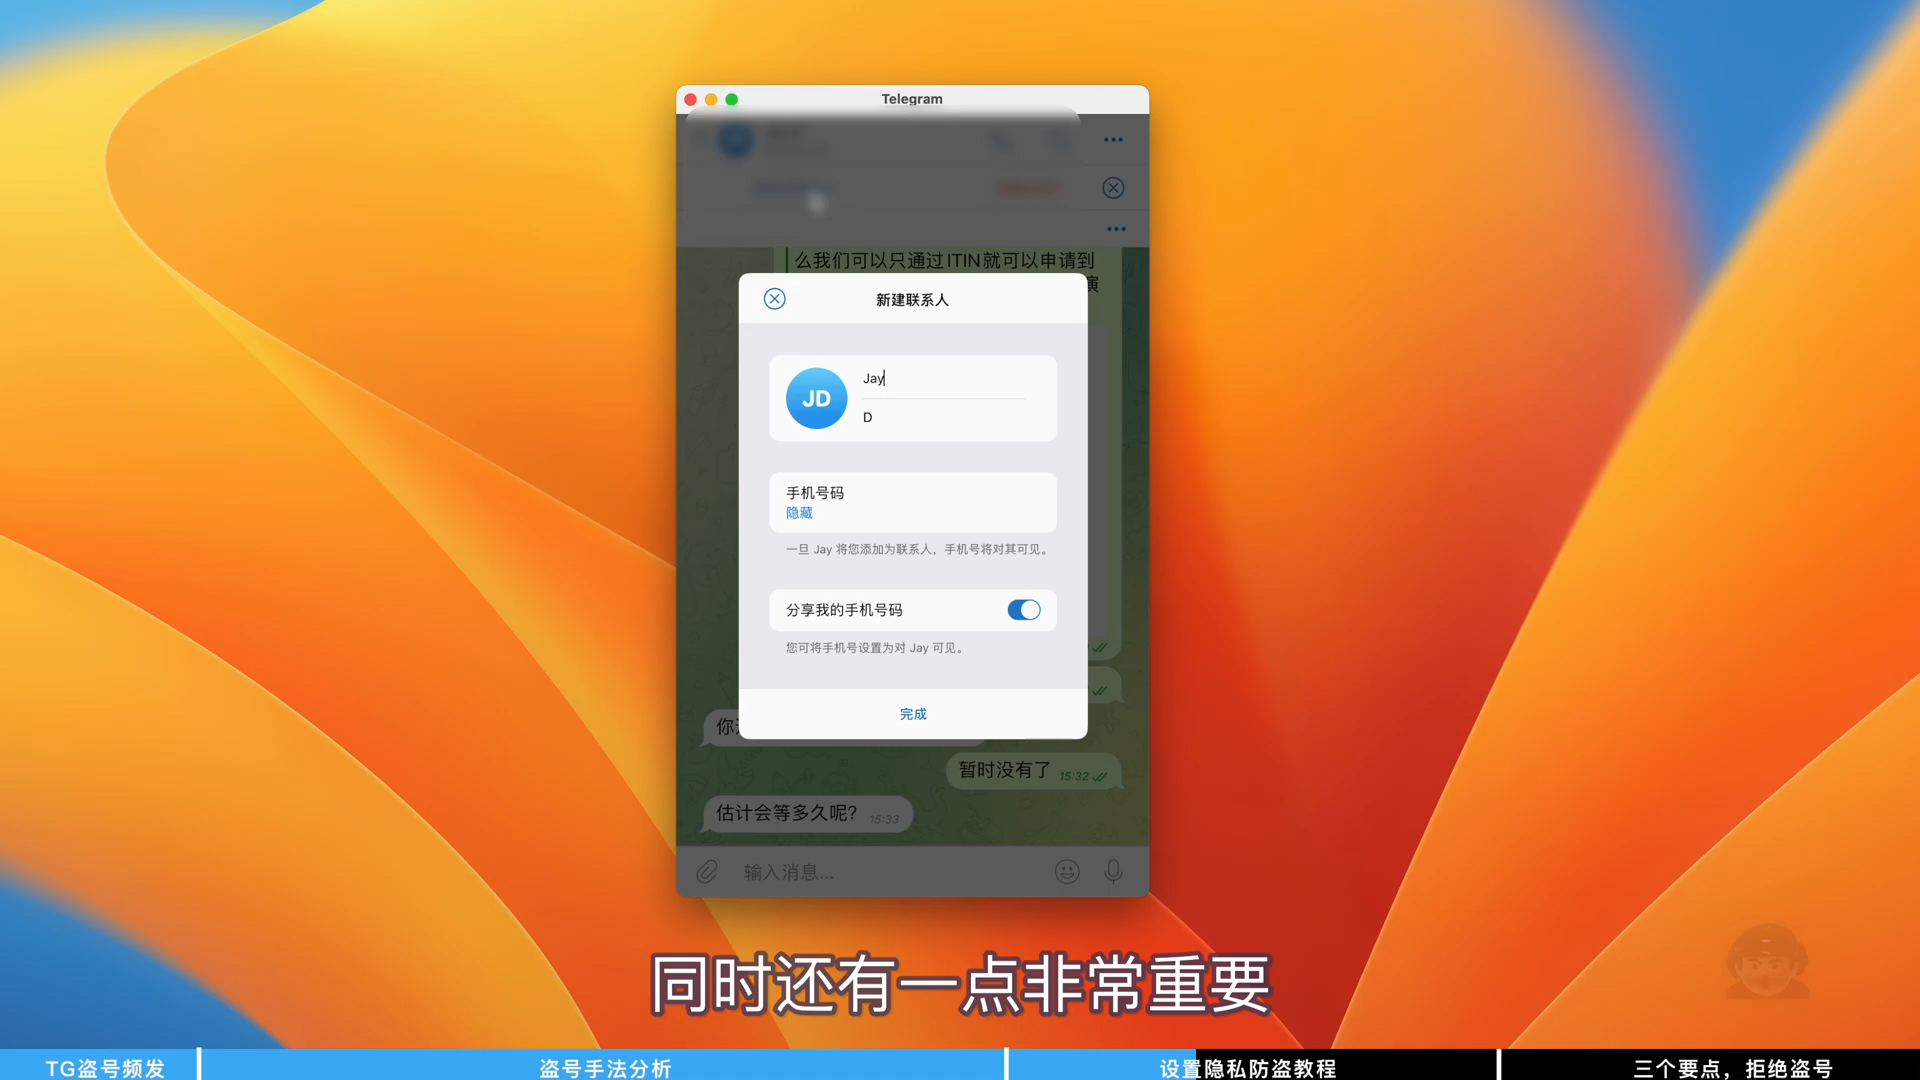 Telegram
么我们可以只通过ITIN就可以申请到
演
新建联系人
JD
Jay
D
手机号码
隐藏
一旦 Jay 将您添加为联系人，手机号将对其可见。
分享我的手机号码
您可将手机号设置为对 Jay 可见。
完成
你
暂时没有了 15:32
估计会等多久呢? 15:33
输入消息...
同时还有一点非常重要
TG盗号频发
盗号手法分析
设置隐私防盗教程
三个要点，拒绝盗号